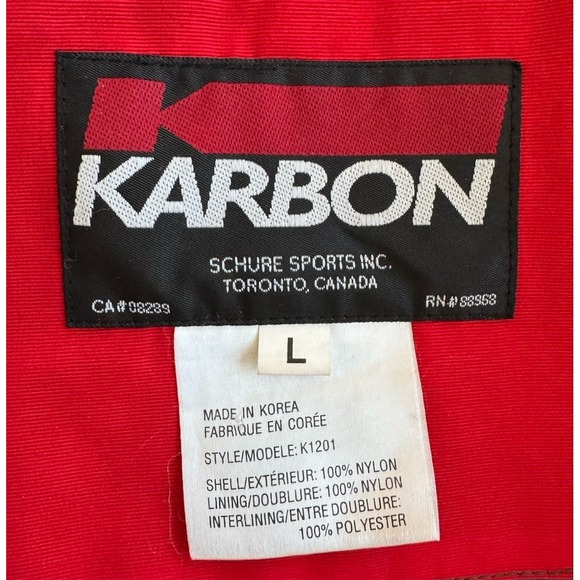 KARBON
SCHURE SPORTS INC.
TORONTO, CANADA
CA# 08289 RN# 88968
L
MADE IN KOREA
FABRIQUE EN CORÉE
STYLE/MODELE: K1201
SHELL/EXTÉRIEUR: 100% NYLON
LINING/DOUBLURE: 100% NYLON
INTERLINING/ENTRE DOUBLURE:
100% POLYESTER